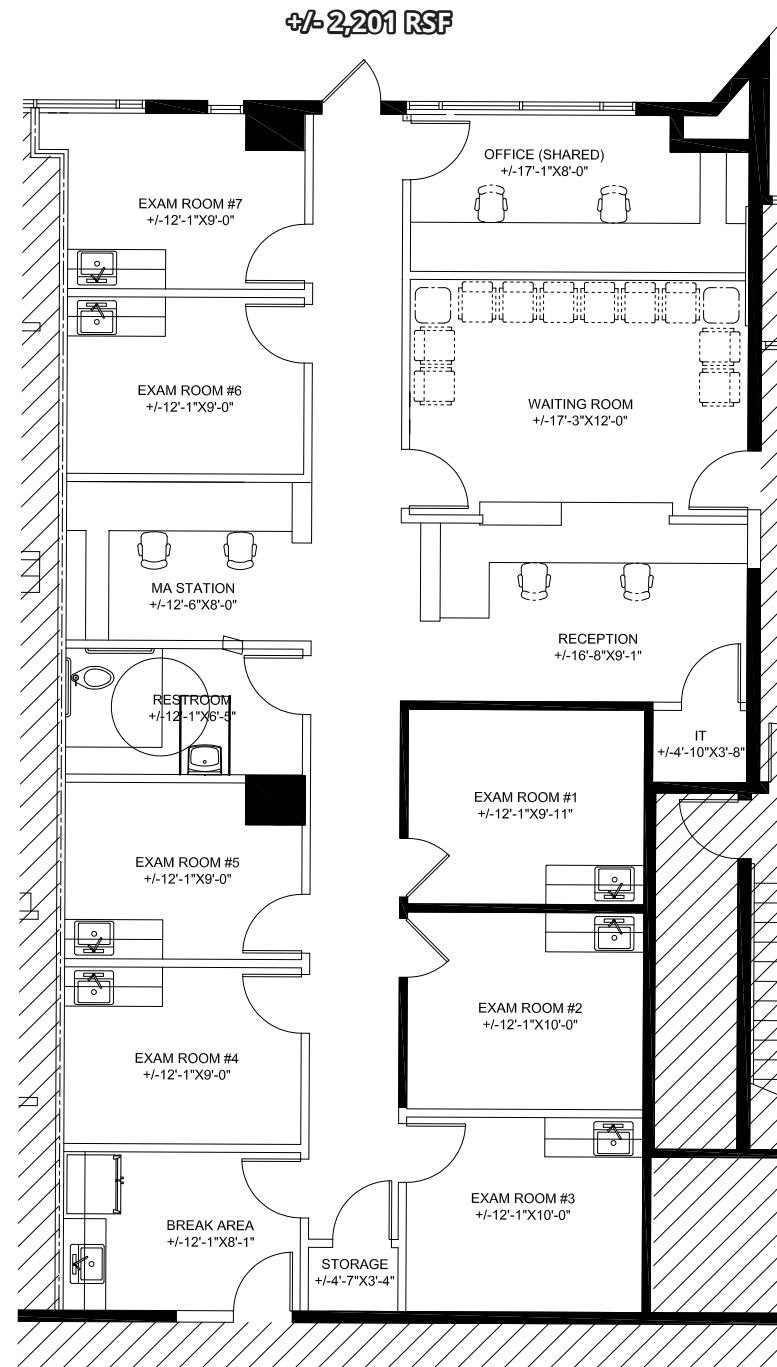 +/- 2,201 RSF
OFFICE (SHARED)
+/-17'-1"X8'-0"
EXAM ROOM #7
+/-12'-1"X9'-0"
EXAM ROOM #6
+/-12'-1"X9'-0"
WAITING ROOM
+/-17'-3"X12'-0"
MA STATION
+/-12'-6"X8'-0"
RECEPTION
+/-16'-8"X9'-1"
RESTROOM
+/-12'-1"X6'-5"
IT
+/-4'-10"X3'-8"
EXAM ROOM #1
+/-12'-1"X9'-11"
EXAM ROOM #5
+/-12'-1"X9'-0"
EXAM ROOM #2
+/-12'-1"X10'-0"
EXAM ROOM #4
+/-12'-1"X9'-0"
EXAM ROOM #3
+/-12'-1"X10'-0"
BREAK AREA
+/-12'-1"X8'-1"
STORAGE
+/-4'-7"X3'-4"